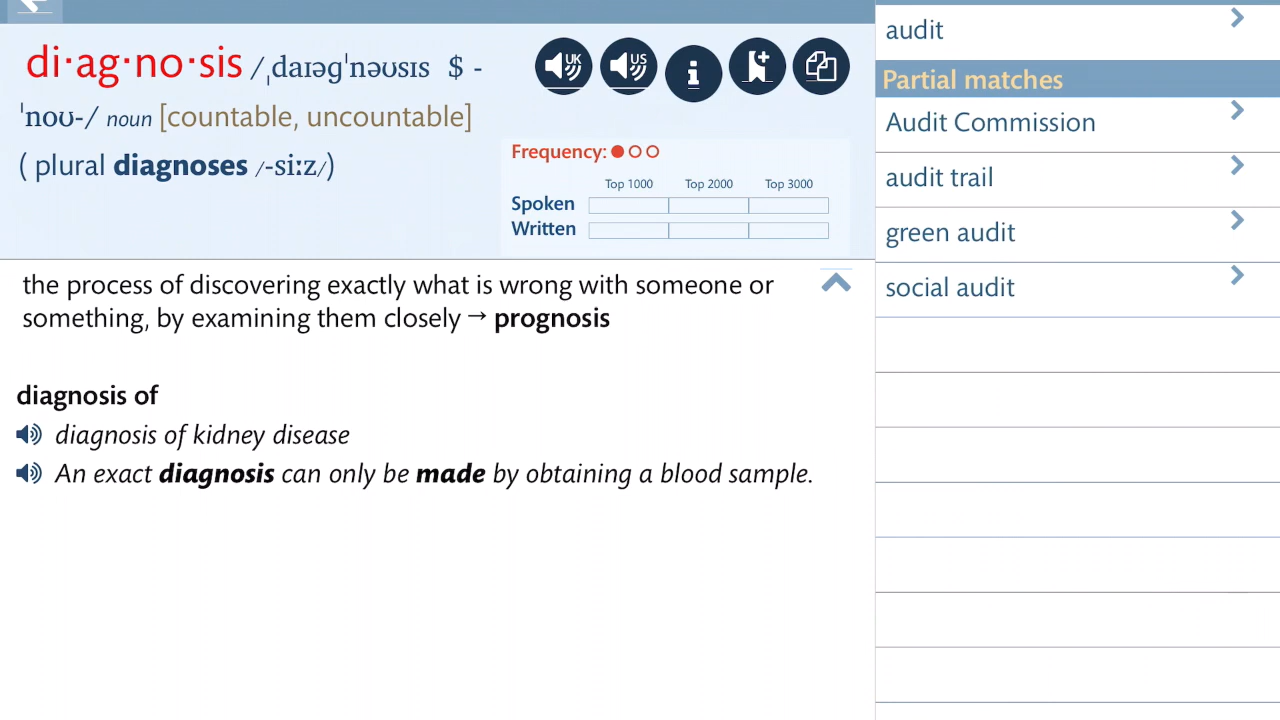 di·ag·no·sis /ˌdaɪəɡˈnəʊsɪs $ -
ˈnoʊ-/ noun [countable, uncountable]
( plural diagnoses /-siːz/)
UK
US
i
Frequency:
Top 1000 Top 2000 Top 3000
Spoken
Written
the process of discovering exactly what is wrong with someone or
something, by examining them closely → prognosis
diagnosis of
diagnosis of kidney disease
An exact diagnosis can only be made by obtaining a blood sample.
audit
Partial matches
Audit Commission
audit trail
green audit
social audit